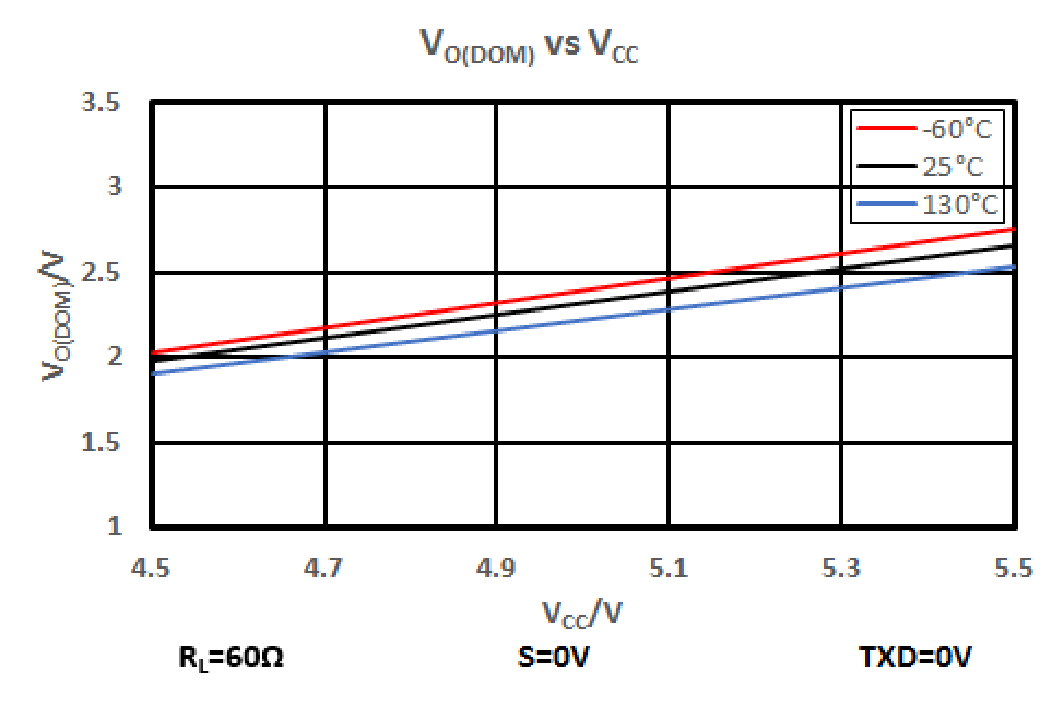 VO(DOM) vs VCC
3.5
3
2.5
2
1.5
1
VO(DOM)/V
-60°C
25°C
130°C
4.5 4.7 4.9 5.1 5.3 5.5
VCC/V
RL=60Ω S=0V TXD=0V